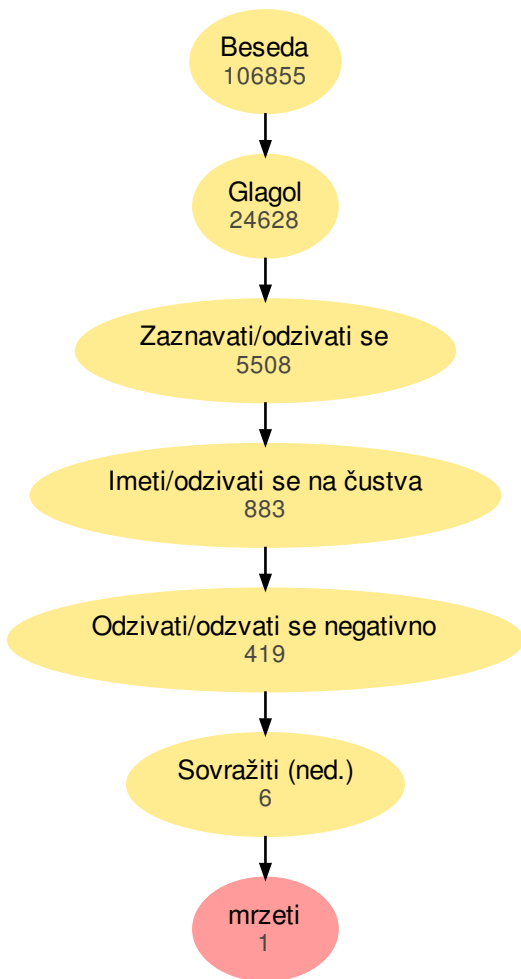 Beseda
106855
Glagol
24628
Zaznavati/odzivati se
5508
Imeti/odzivati se na čustva
883
Odzivati/odzvati se negativno
419
Sovražiti (ned.)
6
mrzeti
1